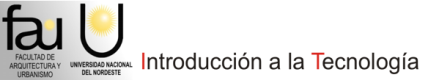 fau
FACULTAD DE
ARQUITECTURA Y
URBANISMO
UNIVERSIDAD NACIONAL
DEL NORDESTE
Introducción a la Tecnología